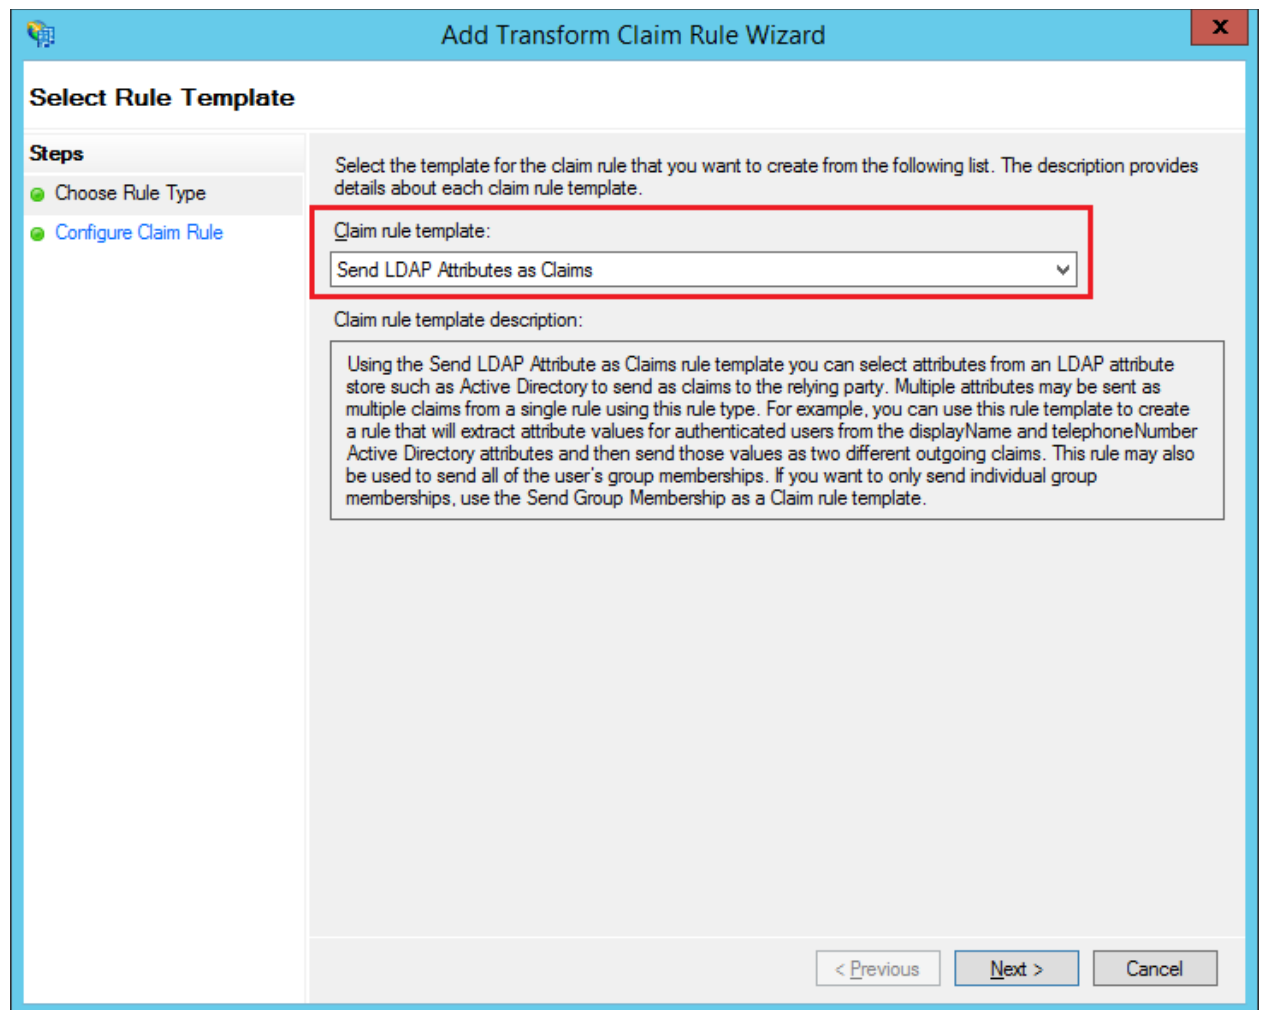 Add Transform Claim Rule Wizard
X
Select Rule Template
Steps
Choose Rule Type
Configure Claim Rule
Select the template for the claim rule that you want to create from the following list. The description provides
details about each claim rule template.
Claim rule template:
Send LDAP Attributes as Claims
Claim rule template description:
Using the Send LDAP Attribute as Claims rule template you can select attributes from an LDAP attribute
store such as Active Directory to send as claims to the relying party. Multiple attributes may be sent as
multiple claims from a single rule using this rule type. For example, you can use this rule template to create
a rule that will extract attribute values for authenticated users from the displayName and telephoneNumber
Active Directory attributes and then send those values as two different outgoing claims. This rule may also
be used to send all of the user's group memberships. If you want to only send individual group
memberships, use the Send Group Membership as a Claim rule template.
< Previous
Next >
Cancel